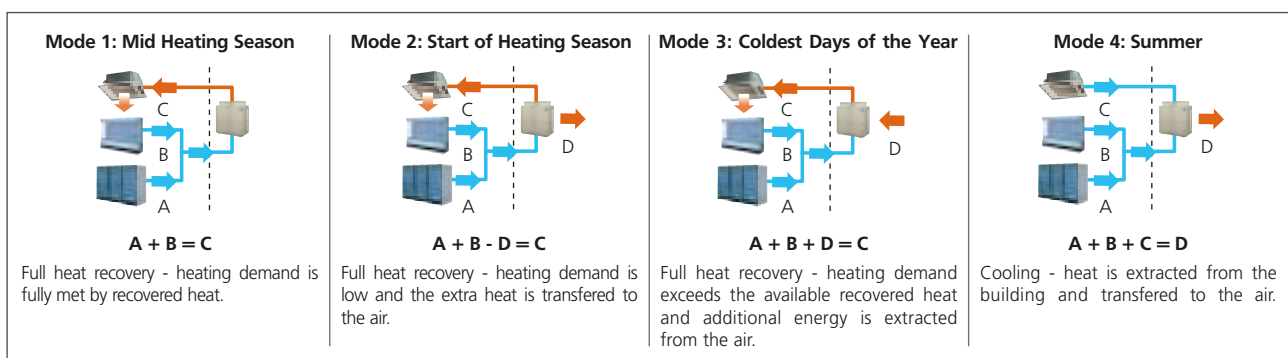 Mode 1: Mid Heating Season
C
B
A
A + B = C
Full heat recovery - heating demand is
fully met by recovered heat.
Mode 2: Start of Heating Season
C
D
B
A
A + B - D = C
Full heat recovery - heating demand is
low and the extra heat is transfered to
the air.
Mode 3: Coldest Days of the Year
C
D
B
A
A + B + D = C
Full heat recovery - heating demand
exceeds the available recovered heat
and additional energy is extracted
from the air.
Mode 4: Summer
C
D
B
A
A + B + C = D
Cooling - heat is extracted from the
building and transfered to the air.